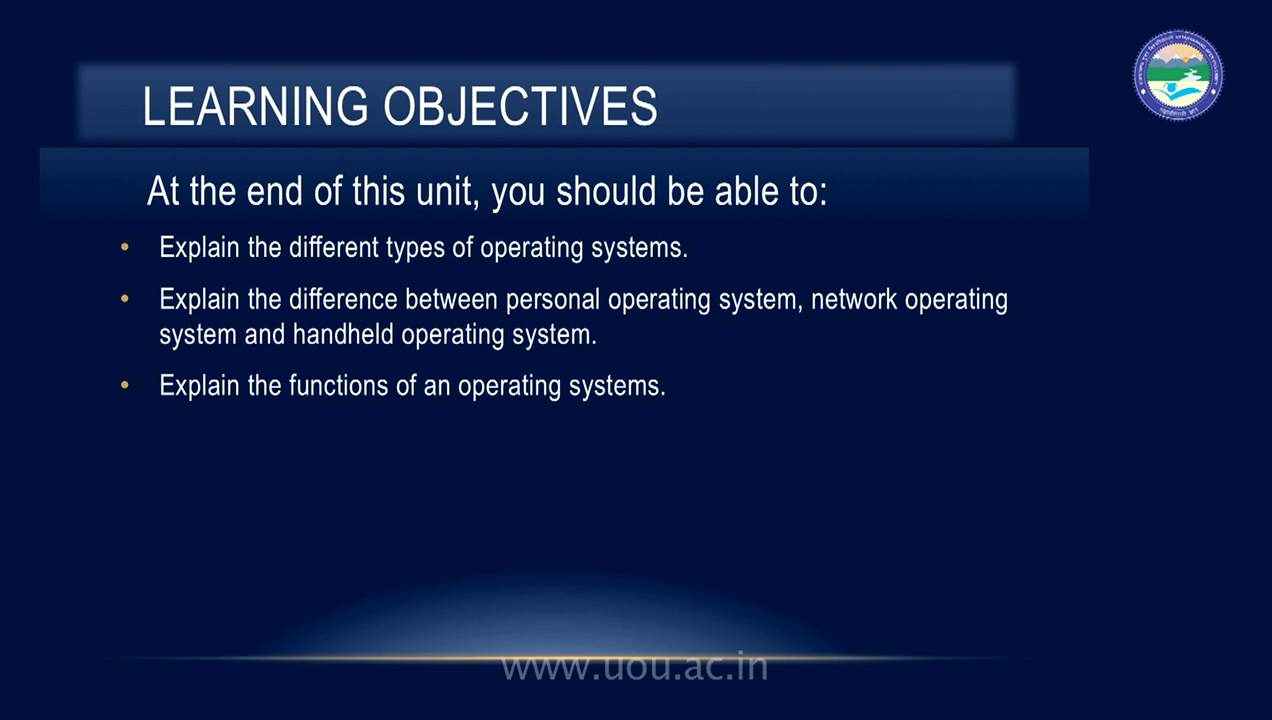 LEARNING OBJECTIVES
At the end of this unit, you should be able to:
• Explain the different types of operating systems.
• Explain the difference between personal operating system, network operating
system and handheld operating system.
• Explain the functions of an operating systems.
www.uou.ac.in